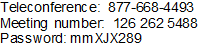 Teleconference: 877-668-4493
Meeting number: 126 262 5488
Password: mmXJX289